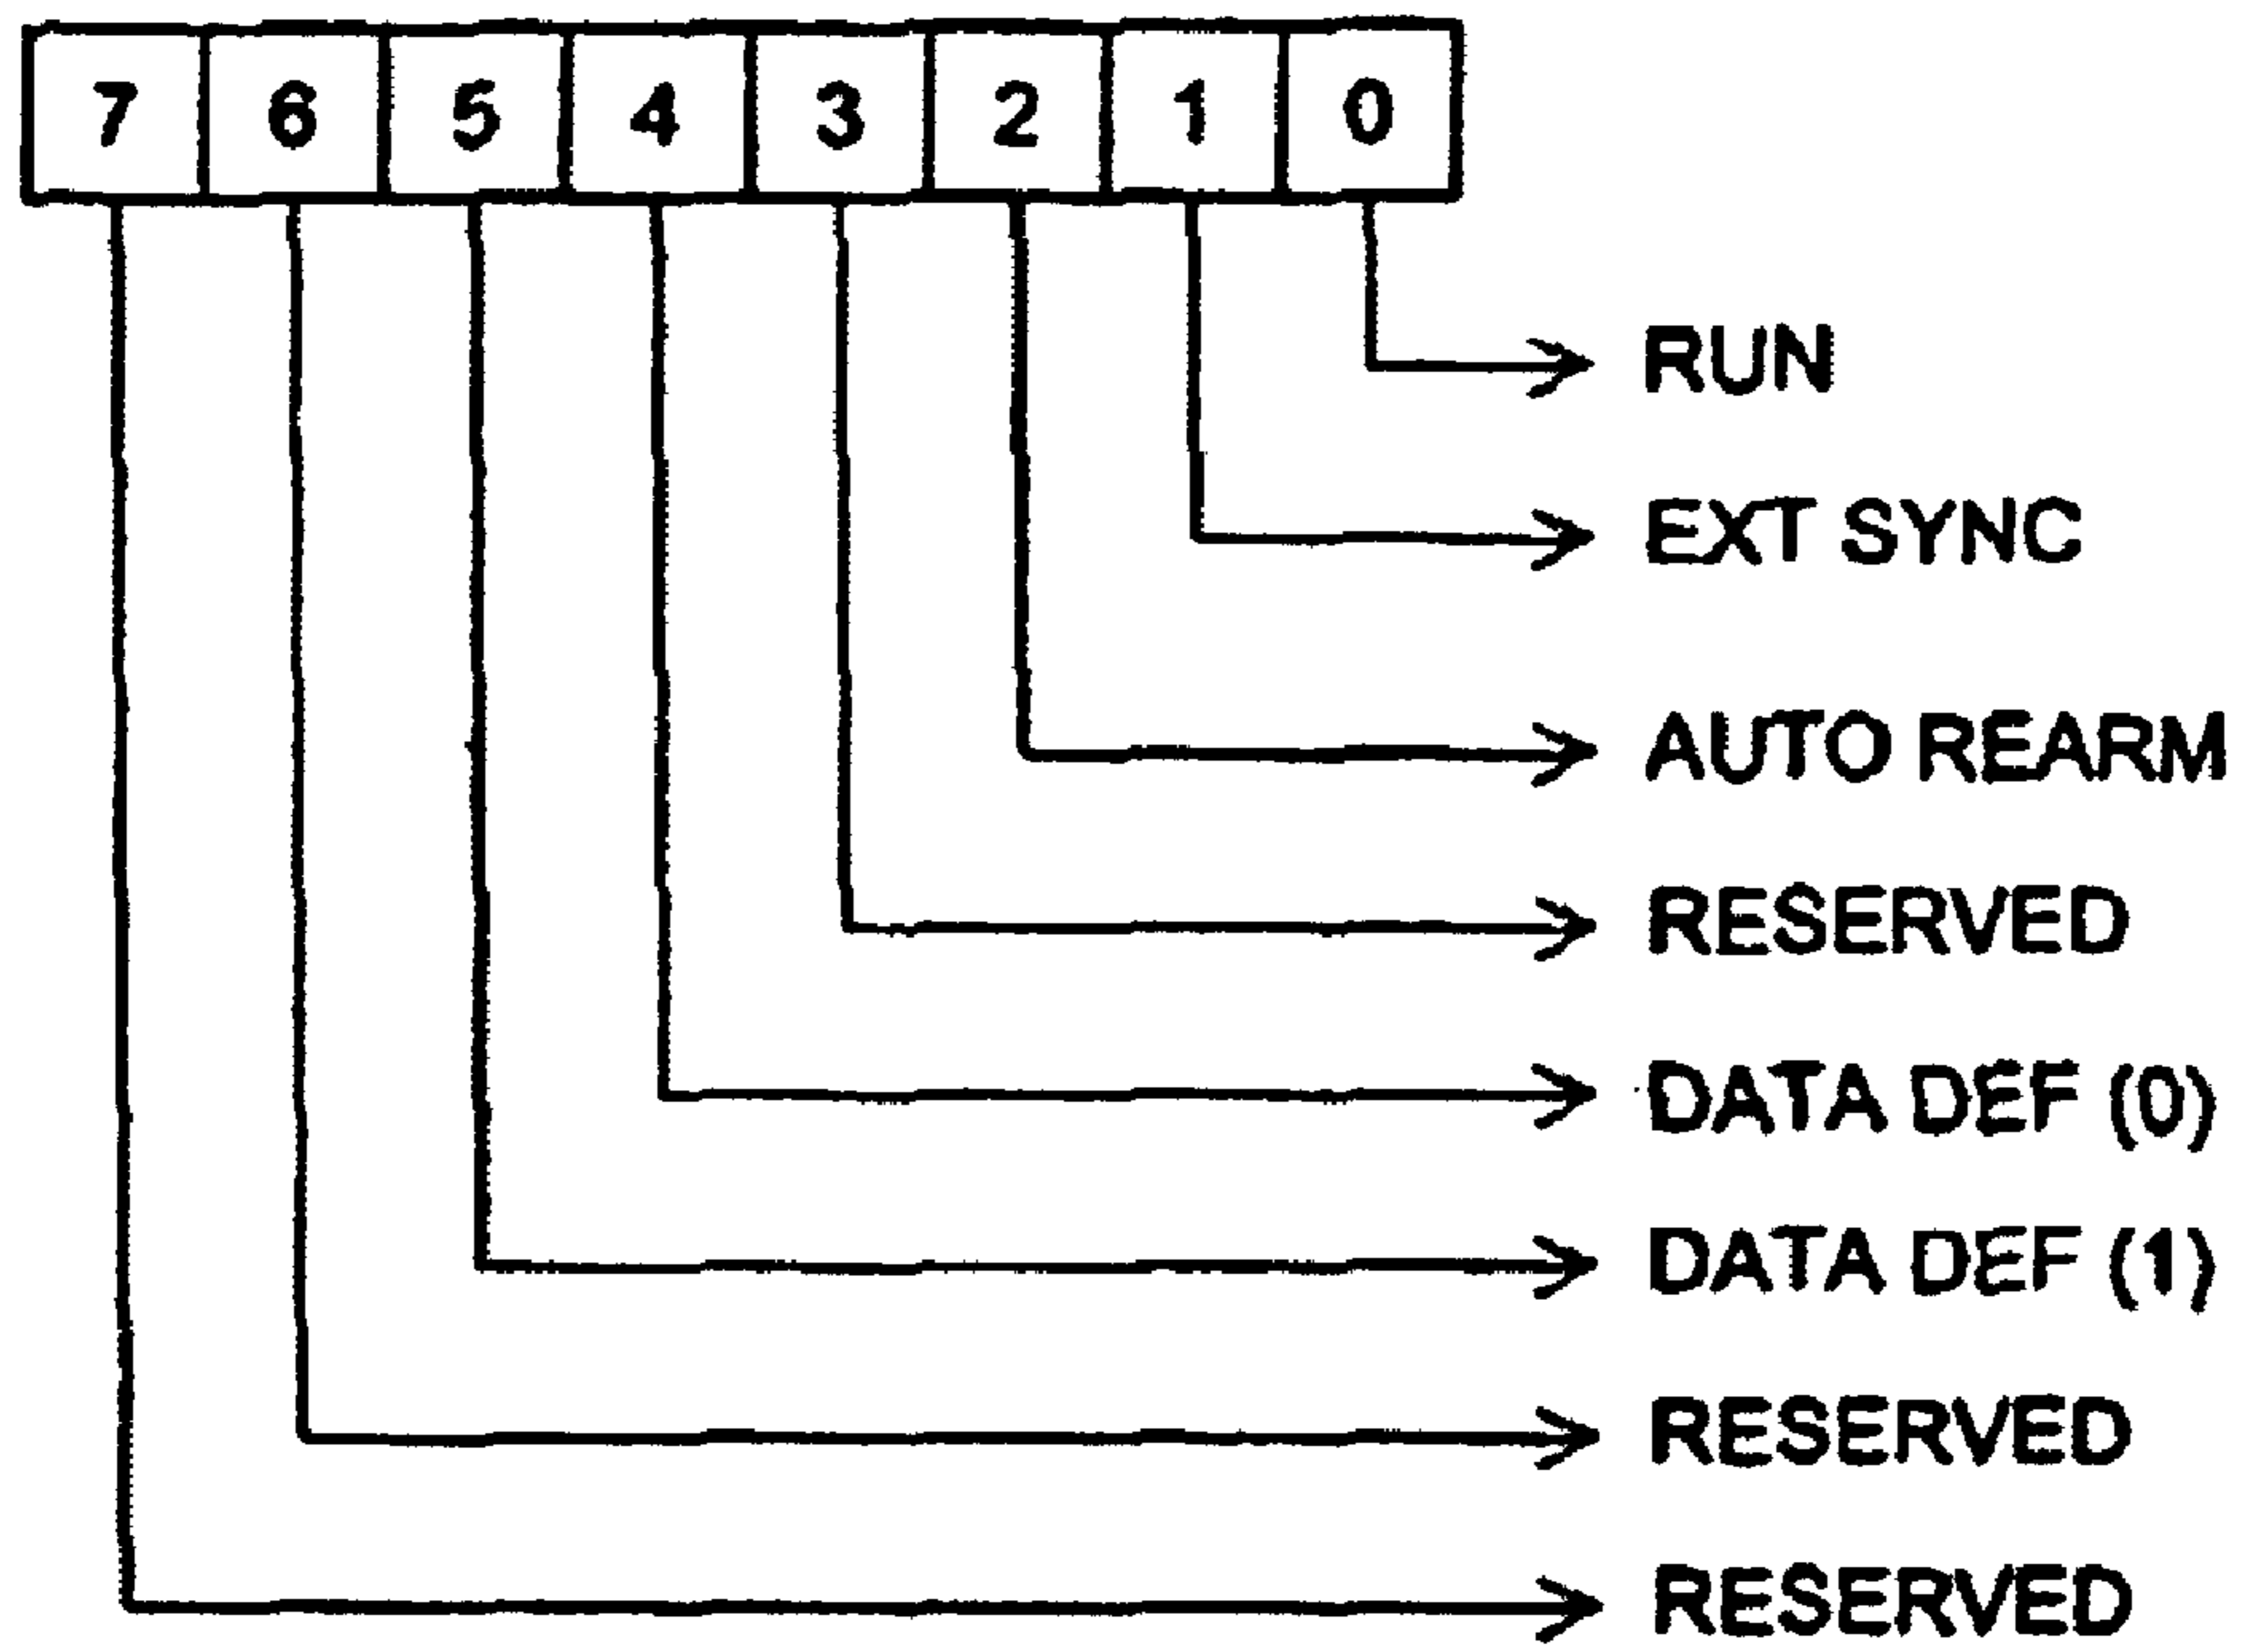 7 6 5 4 3 2 1 0
RUN
EXT SYNC
AUTO REARM
RESERVED
DATA DEF (0)
DATA DEF (1)
RESERVED
RESERVED